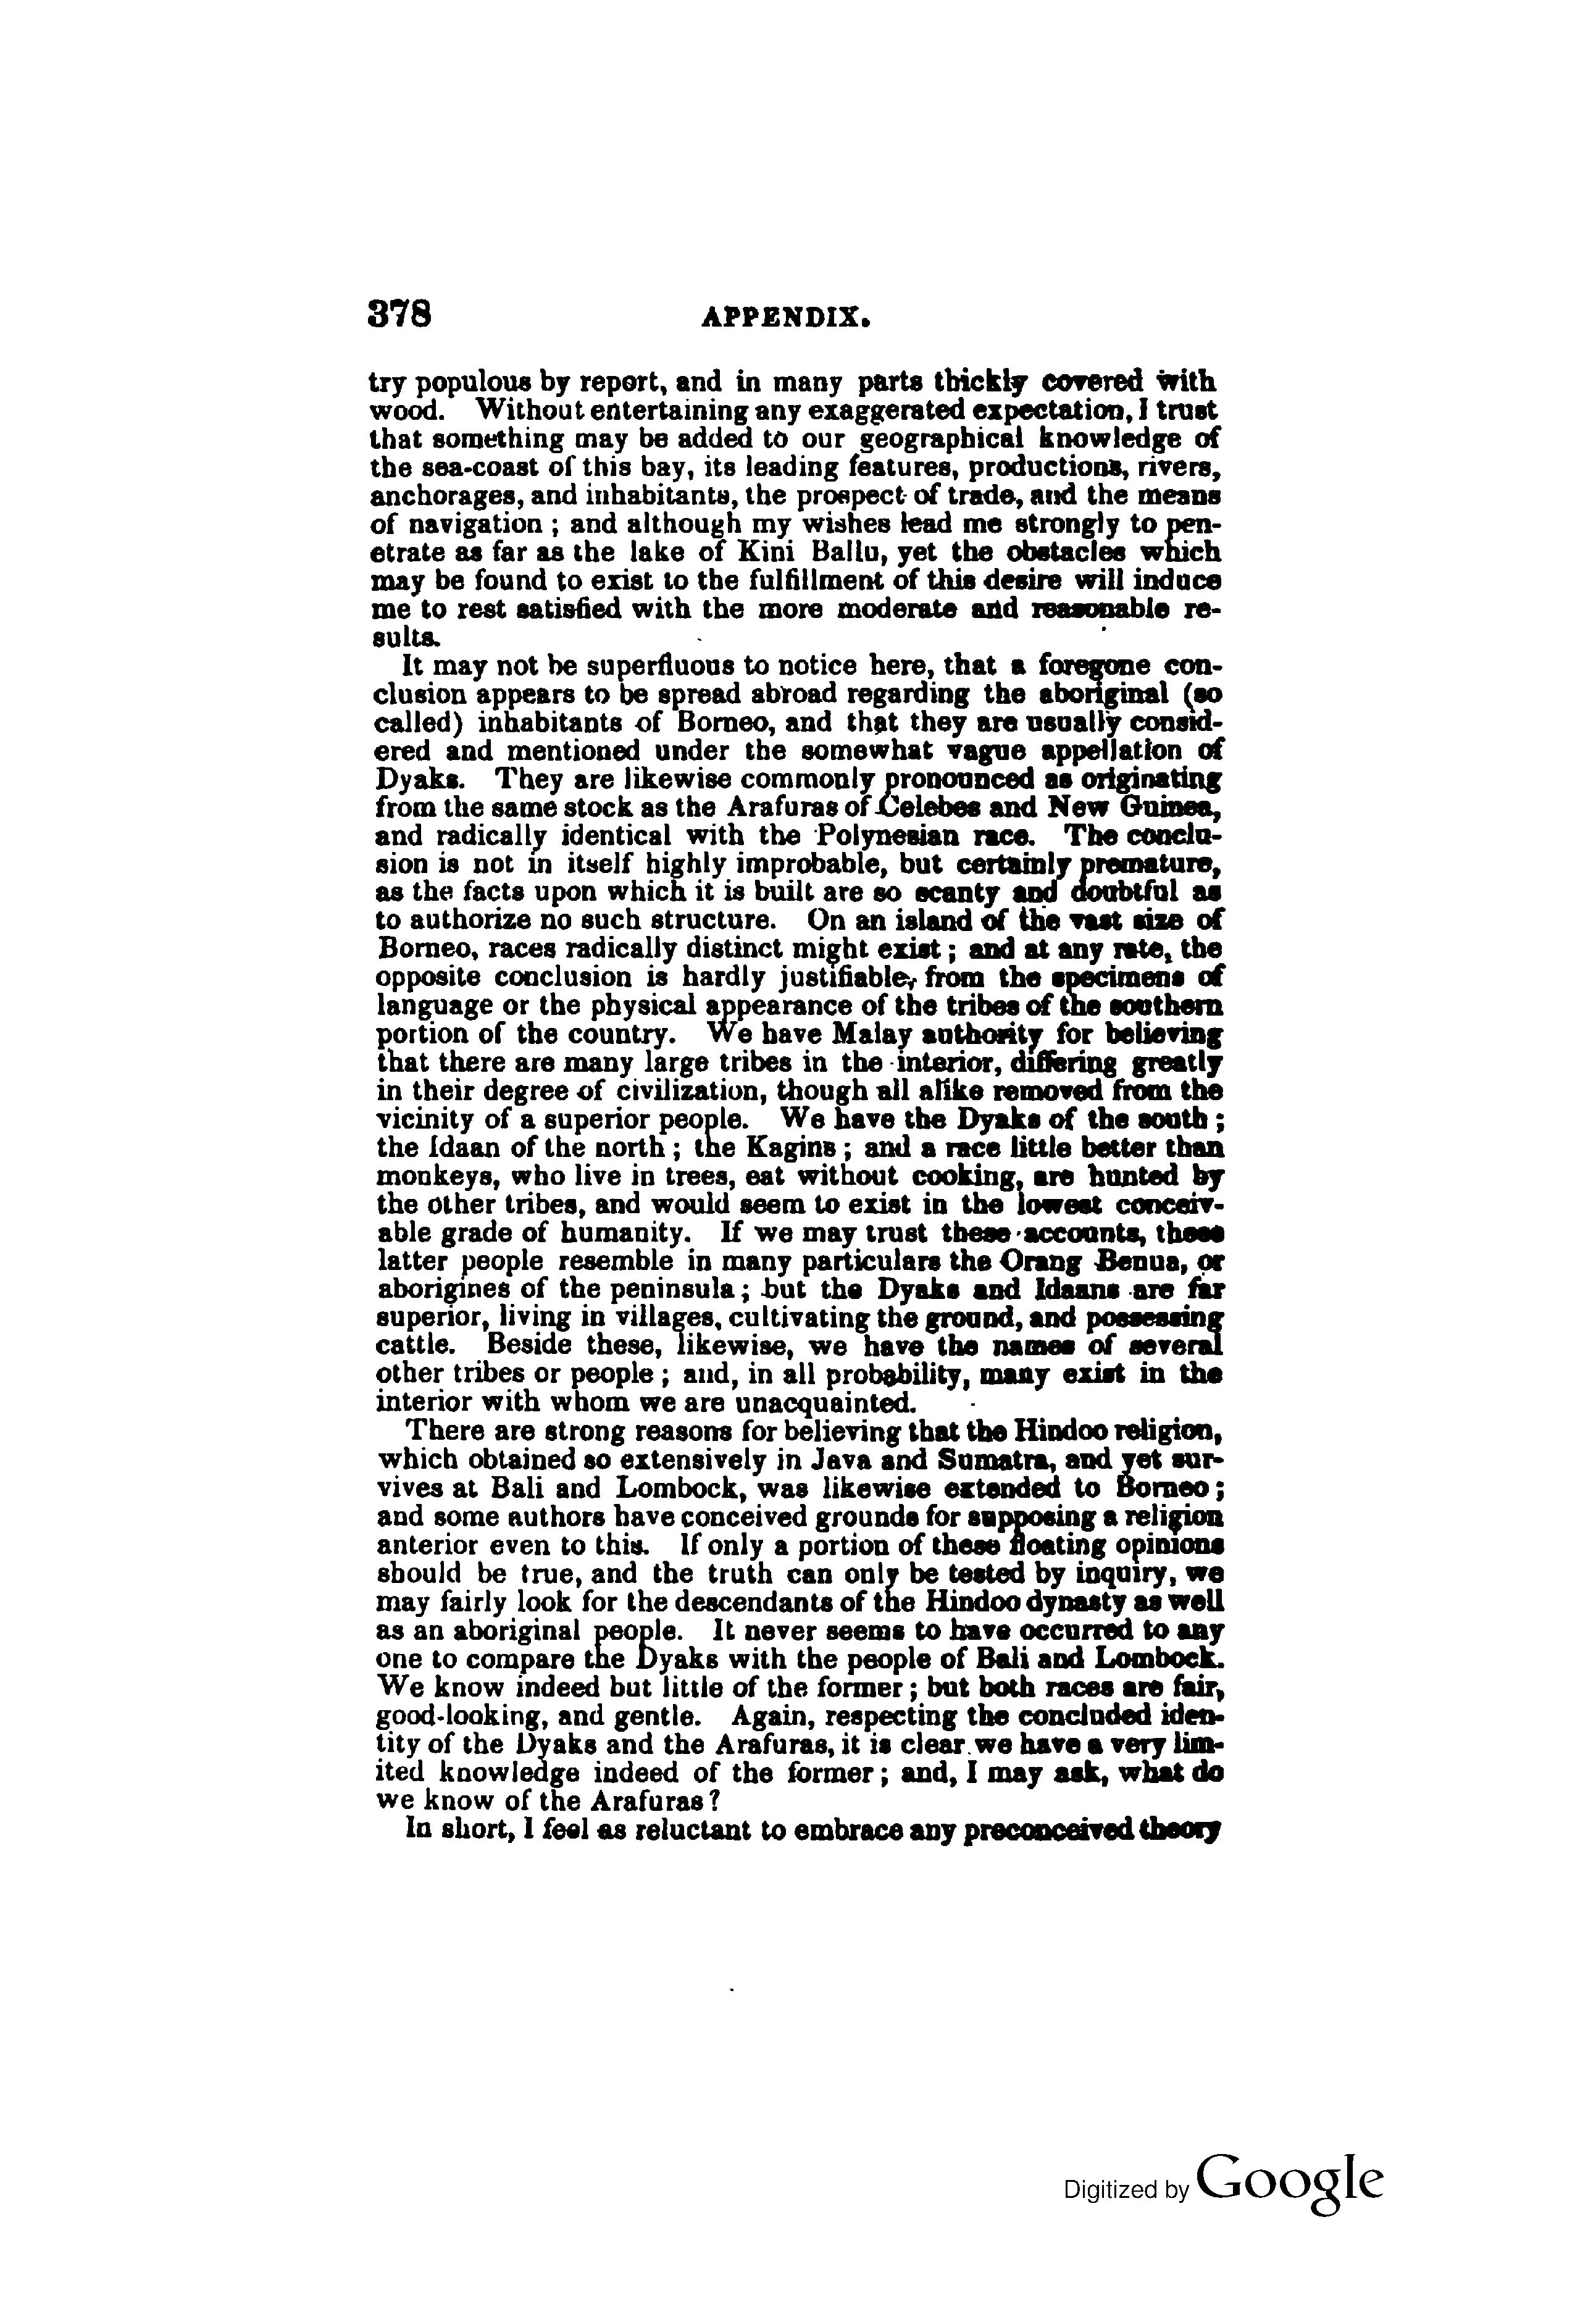 378 APPENDIX.
try populous by report, and in many parts thickly covered with
wood. Without entertaining any exaggerated expectation, I trust
that something may be added to our geographical knowledge of
the sea-coast of this bay, its leading features, productions, rivers,
anchorages, and inhabitants, the prospect of trade, and the means
of navigation ; and although my wishes lead me strongly to pen-
etrate as far as the lake of Kini Ballu, yet the obstacles which
may be found to exist to the fulfillment of this desire will induce
me to rest satisfied with the more moderate and reasonable re-
sults.
It may not be superfluous to notice here, that a foregone con-
clusion appears to be spread abroad regarding the aboriginal (so
called) inhabitants of Borneo, and that they are usually consid-
ered and mentioned under the somewhat vague appellation of
Dyaks. They are likewise commonly pronounced as originating
from the same stock as the Arafuras of Celebes and New Guinea,
and radically identical with the Polynesian race. The conclu-
sion is not in itself highly improbable, but certainly premature,
as the facts upon which it is built are so scanty and doubtful as
to authorize no such structure. On an island of the vast size of
Borneo, races radically distinct might exist ; and at any rate, the
opposite conclusion is hardly justifiable, from the specimens of
language or the physical appearance of the tribes of the southern
portion of the country. We have Malay authority for believing
that there are many large tribes in the interior, differing greatly
in their degree of civilization, though all alike removed from the
vicinity of a superior people. We have the Dyaks of the south ;
the Idaan of the north ; the Kagins ; and a race little better than
monkeys, who live in trees, eat without cooking, are hunted by
the other tribes, and would seem to exist in the lowest conceiv-
able grade of humanity. If we may trust these accounts, these
latter people resemble in many particulars the Orang Benua, or
aborigines of the peninsula ; but the Dyaks and Idaans are far
superior, living in villages, cultivating the ground, and possessing
cattle. Beside these, likewise, we have the names of several
other tribes or people ; and, in all probability, many exist in the
interior with whom we are unacquainted.
There are strong reasons for believing that the Hindoo religion,
which obtained so extensively in Java and Sumatra, and yet sur-
vives at Bali and Lombock, was likewise extended to Borneo ;
and some authors have conceived grounds for supposing a religion
anterior even to this. If only a portion of these floating opinions
should be true, and the truth can only be tested by inquiry, we
may fairly look for the descendants of the Hindoo dynasty as well
as an aboriginal people. It never seems to have occurred to any
one to compare the Dyaks with the people of Bali and Lombock.
We know indeed but little of the former ; but both races are fair,
good-looking, and gentle. Again, respecting the concluded iden-
tity of the Dyaks and the Arafuras, it is clear we have a very lim-
ited knowledge indeed of the former ; and, I may ask, what do
we know of the Arafuras ?
In short, I feel as reluctant to embrace any preconceived theory
Digitized by Google